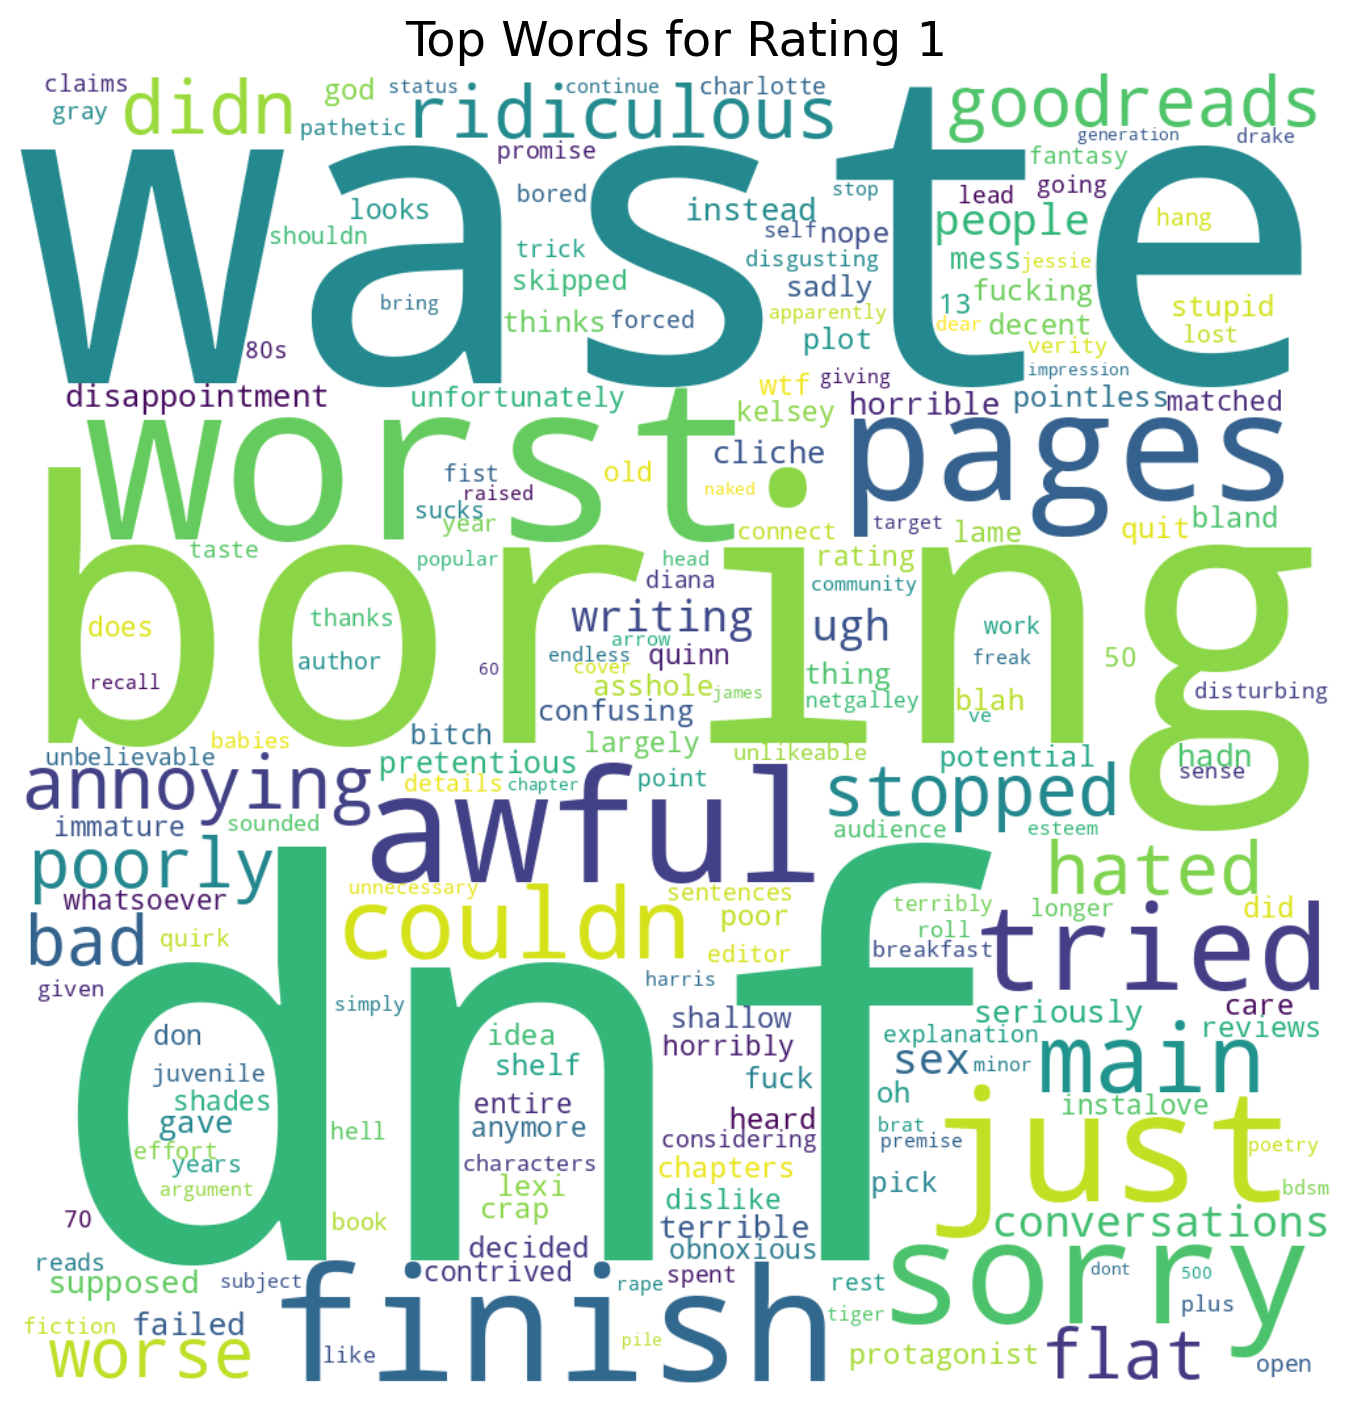 Top Words for Rating 1
claims didn god status continue charlotte goodreads
gray pathetic ridiculous generation drake
waste promise fantasy
bored stop lead going
looks instead people hang
shouldn self nope
trick disgusting mess jessie
skipped sadly fucking
bring apparently 13 stupid
thinks forced dear decent lost
80s plot verity
wtf giving impression
disappointment unfortunately kelsey horrible pointless matched
worst cliche pages
fist old naked
raised
sucks year connect target lame quit bland
taste popular head rating
boring diana community
does thanks writing ugh work
arrow
author endless quinn freak 50
recall 60 cover thing
asshole james netgalley blah disturbing
confusing ve
babies bitch largely unlikeable
unbelievable pretentious potential hadn
annoying details chapter point stopped sense
awful
immature sounded audience esteem
poorly hated
whatsoever unnecessary sentences terribly longer did
couldn poor roll tried
bad quirk editor breakfast
dnf
given harris
simply care
don idea shallow seriously reviews
horribly explanation
juvenile shelf fuck sex minor main
shades entire oh instalove
gave anymore heard brat just
effort hell considering premise poetry
years characters chapters
argument lexi dislike pick bdsm
70 book crap terrible conversations
decided obnoxious
reads contrived spent sorry dont
supposed subject finish rape rest 500
tiger plus
fiction failed
worse like pile protagonist flat open